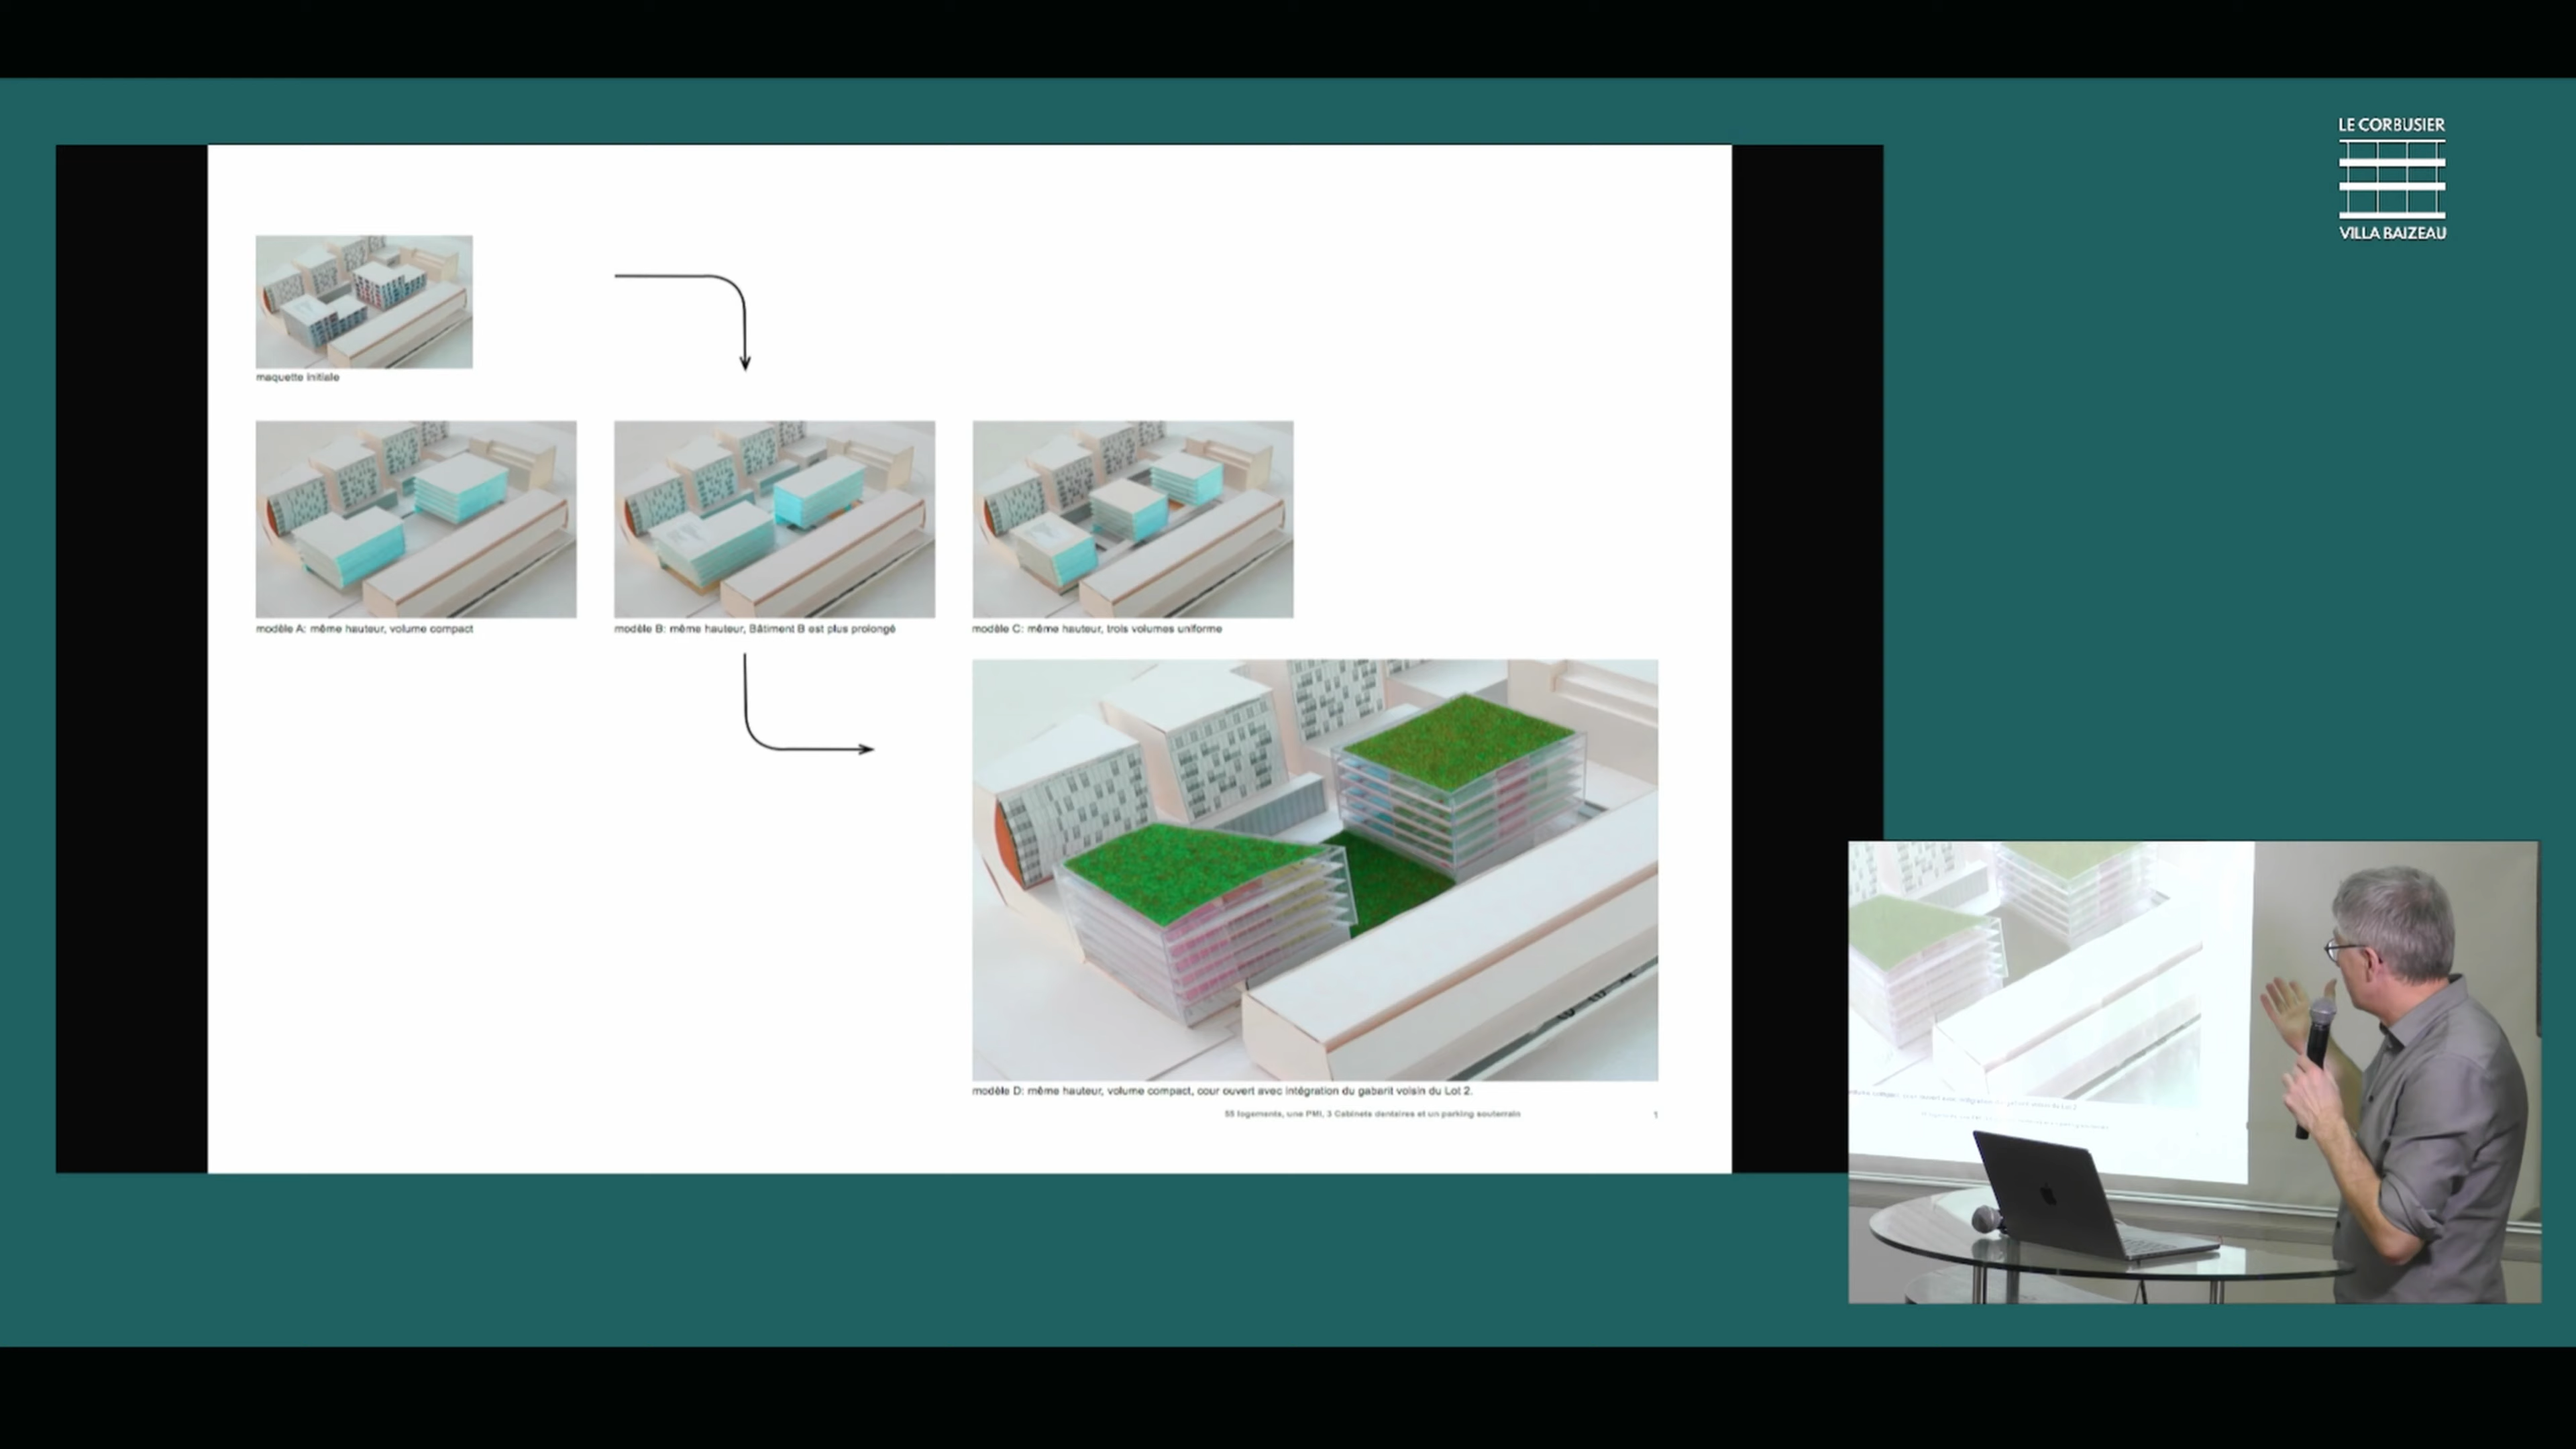 LE CORBUSIER
VILLA BAIZEAU
maquette initiale
modèle A: même hauteur, volume compact
modèle B: même hauteur, Bâtiment B est plus prolongé
modèle C: même hauteur, trois volumes uniforme
modèle D: même hauteur, volume compact, cour ouvert avec intégration du gabarit voisin du Lot 2.
55 logements, une PMI, 3 Cabinets dentaires et un parking souterrain
1